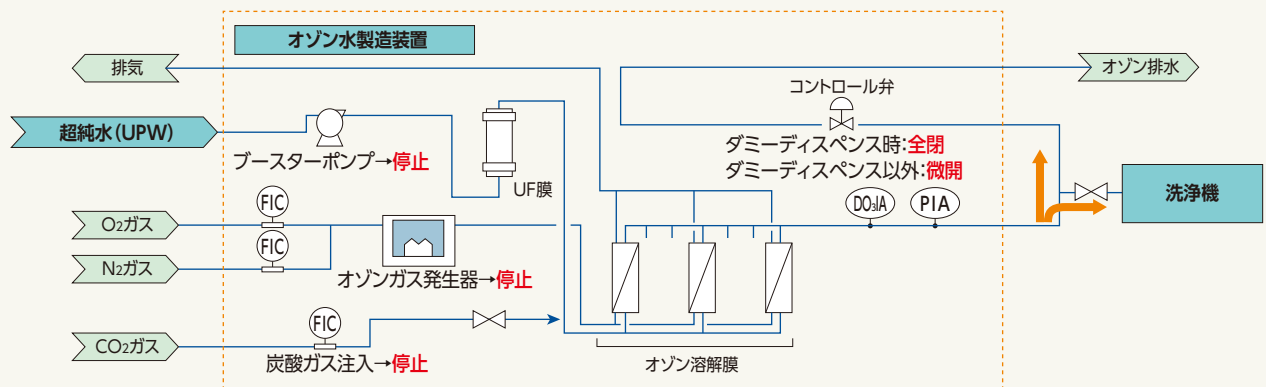 オゾン水製造装置
排気
オゾン排水
コントロール弁
超純水(UPW)
ダミーディスペンス時:全閉
ブースターポンプ→停止
ダミーディスペンス以外:微開
UF膜
洗浄機
FIC
DO3IA
PIA
O2ガス
FIC
N2ガス
オゾンガス発生器→停止
FIC
CO2ガス
炭酸ガス注入→停止
オゾン溶解膜